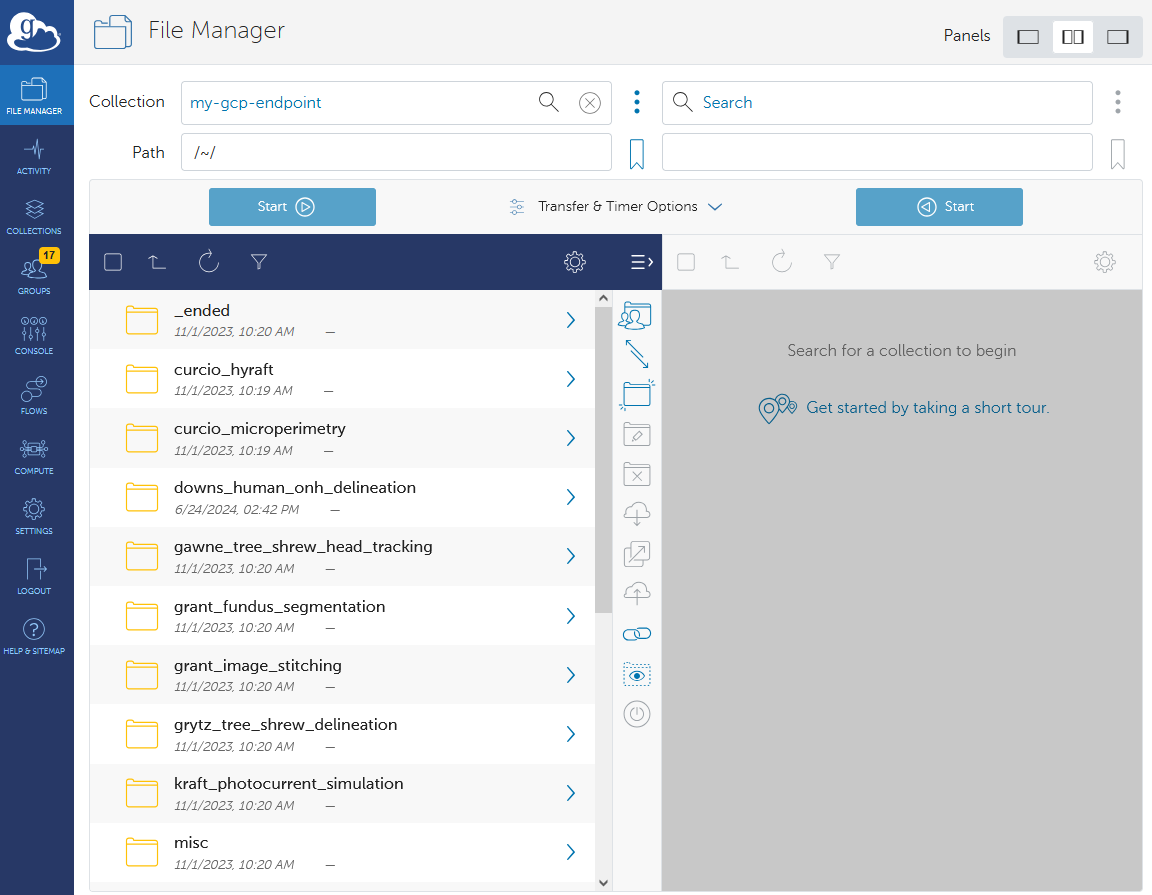 g
File Manager
Panels
FILE MANAGER
ACTIVITY
COLLECTIONS
17
GROUPS
CONSOLE
FLOWS
COMPUTE
SETTINGS
LOGOUT
?
HELP & SITEMAP
Collection
my-gcp-endpoint
Search
Path
/~/
Start
Transfer & Timer Options
Start
_ended
11/1/2023, 10:20 AM —
curcio_hyraft
11/1/2023, 10:19 AM —
curcio_microperimetry
11/1/2023, 10:19 AM —
downs_human_onh_delineation
6/24/2024, 02:42 PM —
gawne_tree_shrew_head_tracking
11/1/2023, 10:20 AM —
grant_fundus_segmentation
11/1/2023, 10:20 AM —
grant_image_stitching
11/1/2023, 10:20 AM —
grytz_tree_shrew_delineation
11/1/2023, 10:20 AM —
kraft_photocurrent_simulation
11/1/2023, 10:20 AM —
misc
11/1/2023, 10:20 AM —
Search for a collection to begin
Get started by taking a short tour.